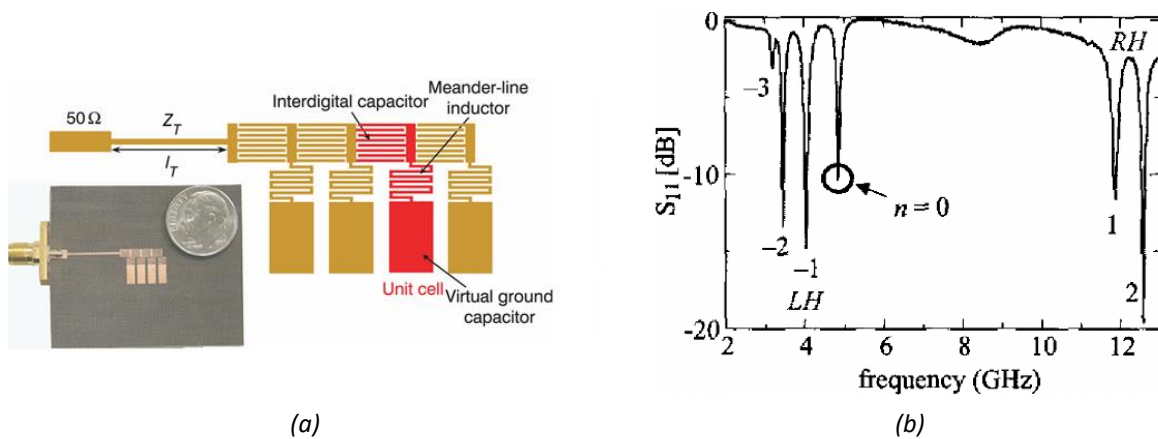 50 Ω
Z_T
l_T
Interdigital capacitor
Meander-line
inductor
Unit cell
Virtual ground
capacitor
LIBERTY
(a)
0
-10
-20
S₁₁ [dB]
2
4
6
8
10
12
frequency (GHz)
-3
-2
-1
LH
n = 0
RH
1
2
(b)